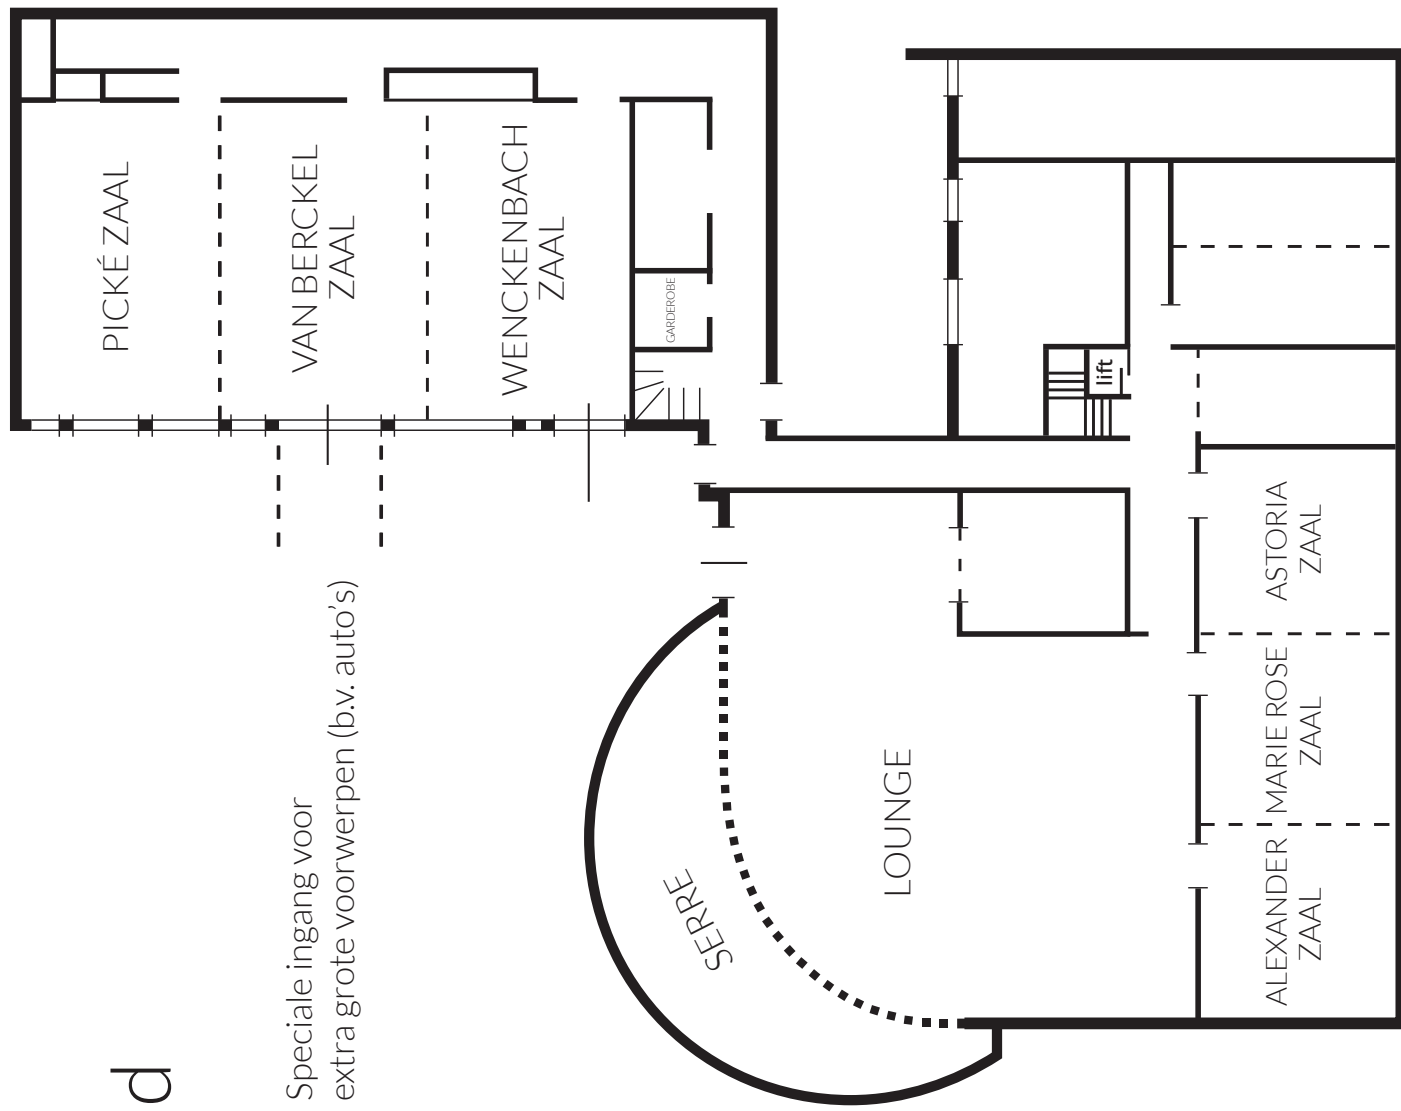 PICKÉ ZAAL
VAN BERCKEL
ZAAL
WENCKENBACH
ZAAL
GARDEROBE
lift
ASTORIA
ZAAL
MARIE ROSE
ZAAL
ALEXANDER
ZAAL
LOUNGE
SERRE
Speciale ingang voor
extra grote voorwerpen (b.v. auto's)
d